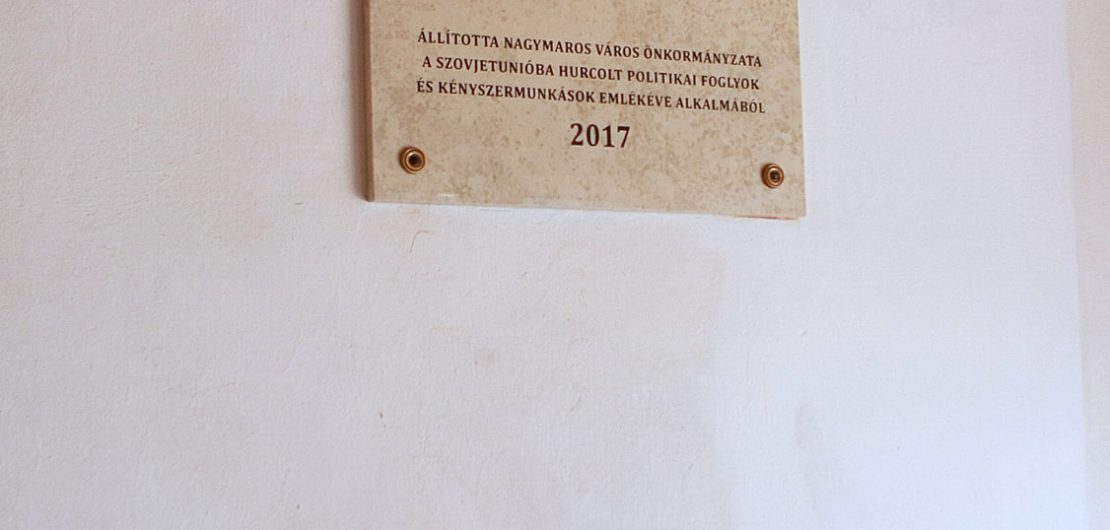 ÁLLÍTOTTA NAGYMAROS VÁROS ÖNKORMÁNYZATA
A SZOVJETUNIÓBA HURCOLT POLITIKAI FOGLYOK
ÉS KÉNYSZERMUNKÁSOK EMLÉKÉVE ALKALMÁBÓL
2017